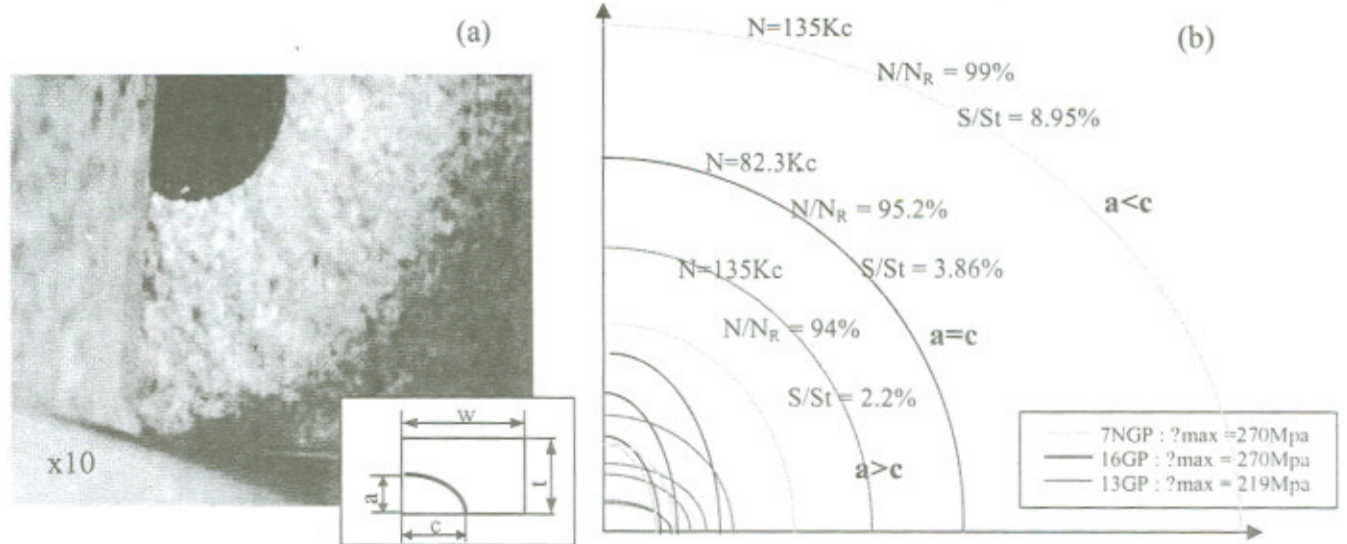 (a)
x10
w
t
a
c
(b)
N=135Kc
N/N_R = 99%
S/St = 8.95%
a<c
N=82.3Kc
N/N_R = 95.2%
S/St = 3.86%
a=c
N=135Kc
N/N_R = 94%
S/St = 2.2%
a>c
7NGP : ?max =270Mpa
16GP : ?max =270Mpa
13GP : ?max = 219Mpa